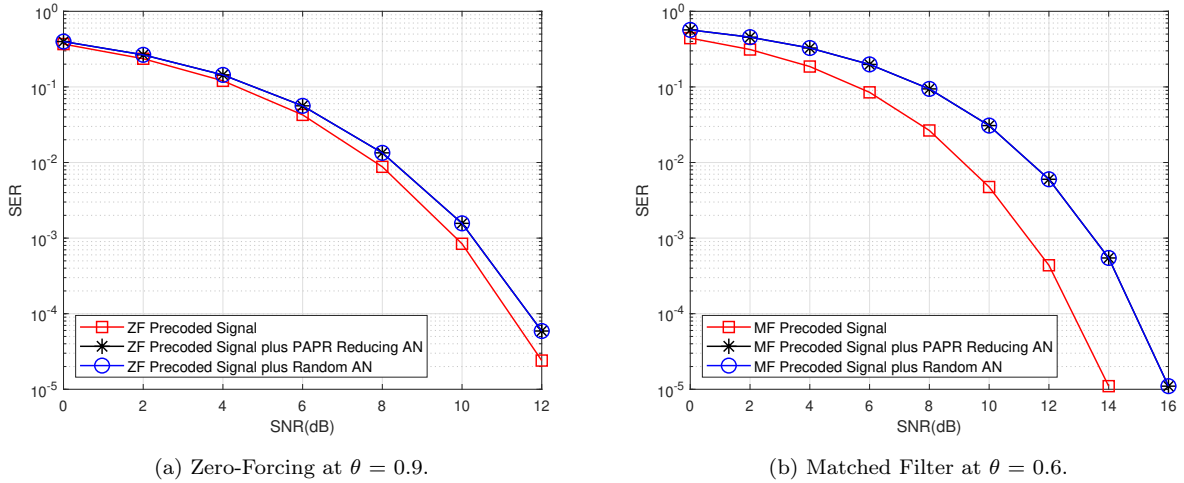 10^0
10^-1
10^-2
10^-3
10^-4
10^-5
SER
ZF Precoded Signal
ZF Precoded Signal plus PAPR Reducing AN
ZF Precoded Signal plus Random AN
0 2 4 6 8 10 12
SNR(dB)
(a) Zero-Forcing at θ = 0.9.
10^0
10^-1
10^-2
10^-3
10^-4
10^-5
SER
MF Precoded Signal
MF Precoded Signal plus PAPR Reducing AN
MF Precoded Signal plus Random AN
0 2 4 6 8 10 12 14 16
SNR(dB)
(b) Matched Filter at θ = 0.6.